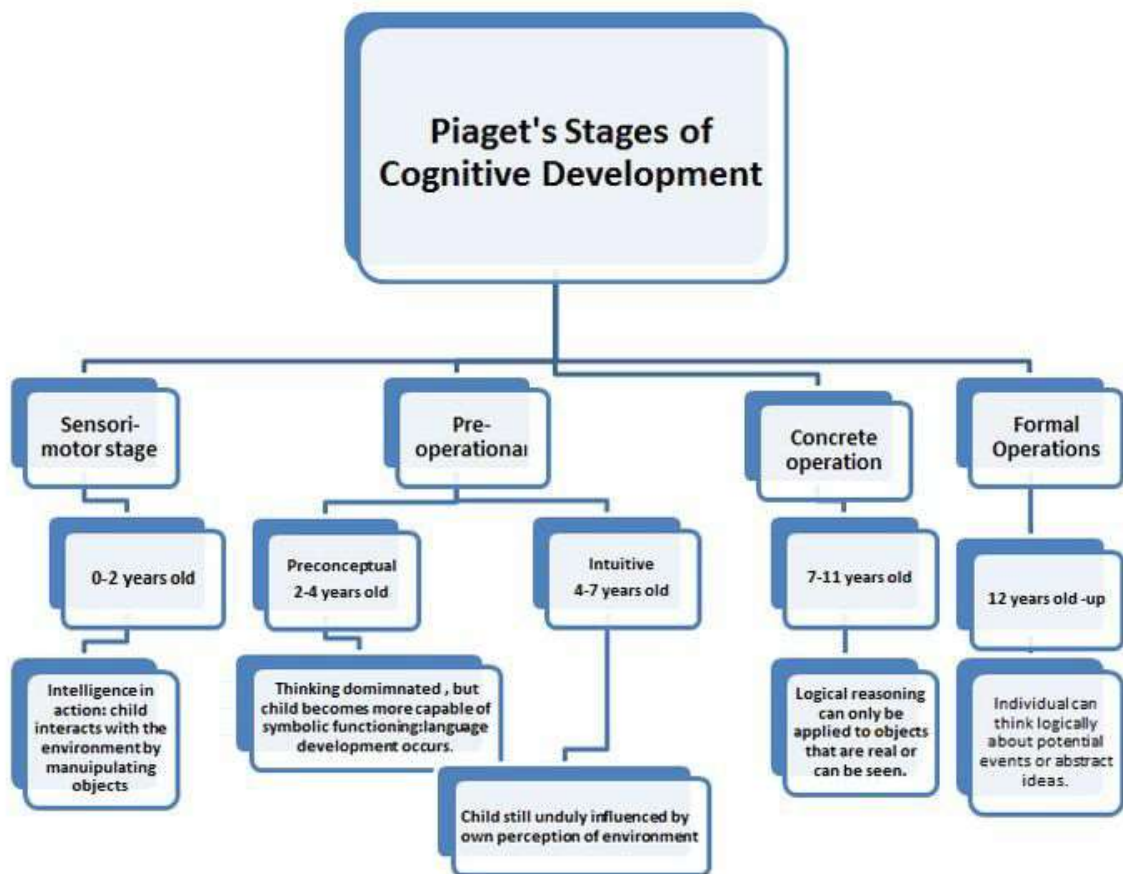 Piaget's Stages of
Cognitive Development
Sensori-
motor stage
Pre-
operational
Concrete
operation
Formal
Operations
0-2 years old
Preconceptual
2-4 years old
Intuitive
4-7 years old
7-11 years old
12 years old -up
Intelligence in
action: child
interacts with the
environment by
manuipulating
objects
Thinking domimnated , but
child becomes more capable of
symbolic functioning:language
development occurs.
Child still unduly influenced by
own perception of environment
Logical reasoning
can only be
applied to objects
that are real or
can be seen.
Individual can
think logically
about potential
events or abstract
ideas.